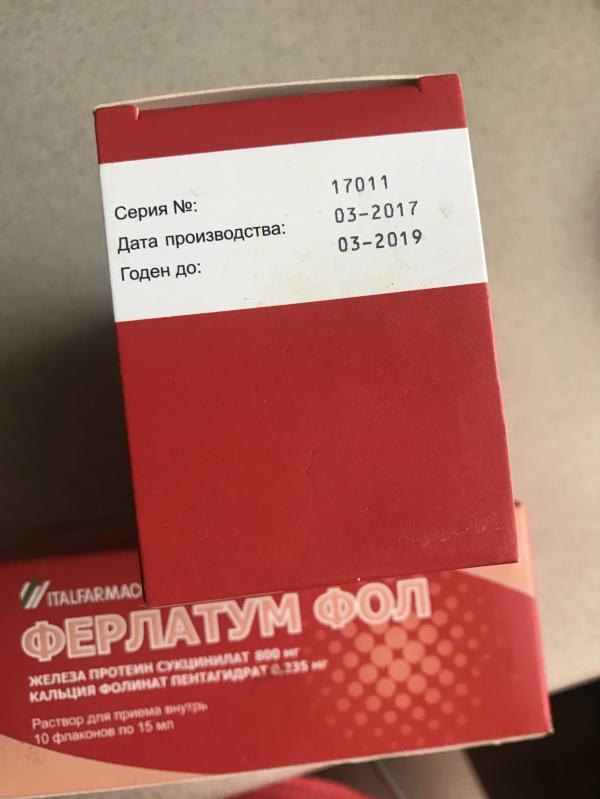 Серия №: 17011
Дата производства: 03-2017
Годен до: 03-2019
ITALFARMAC
ФЕРЛАТУМ ФОЛ
ЖЕЛЕЗА ПРОТЕИН СУКЦИНИЛАТ 800 мг
КАЛЬЦИЯ ФОЛИНАТ ПЕНТАГИДРАТ 0,235 мг
Раствор для приема внутрь
10 флаконов по 15 мл